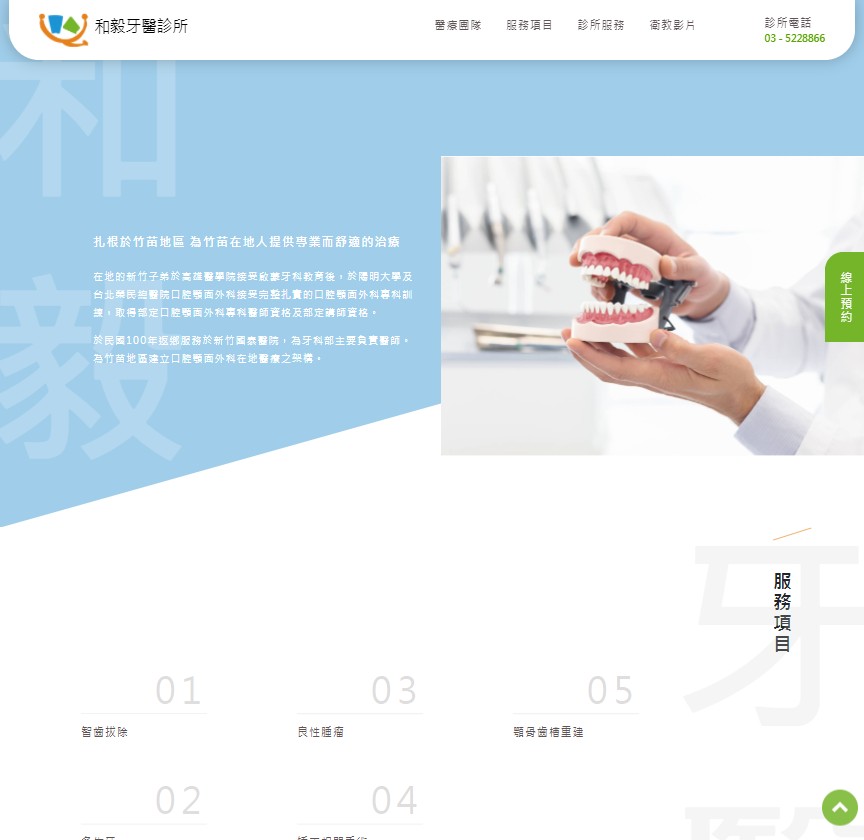 和毅牙醫診所
醫療團隊 服務項目 診所服務 衛教影片
診所電話
03 - 5228866
和
毅
扎根於竹苗地區 為竹苗在地人提供專業而舒適的治療
在地的新竹子弟於高雄醫學院接受啟蒙牙科教育後，於陽明大學及
台北榮民總醫院口腔顎面外科接受完整扎實的口腔顎面外科專科訓
練，取得部定口腔顎面外科專科醫師資格及部定講師資格。
於民國100年返鄉服務於新竹國泰醫院，為牙科部主要負責醫師。
為竹苗地區建立口腔顎面外科在地醫療之架構。
線上預約
牙
服務項目
01
智齒拔除
03
良性腫瘤
05
顎骨齒槽重建
02
04